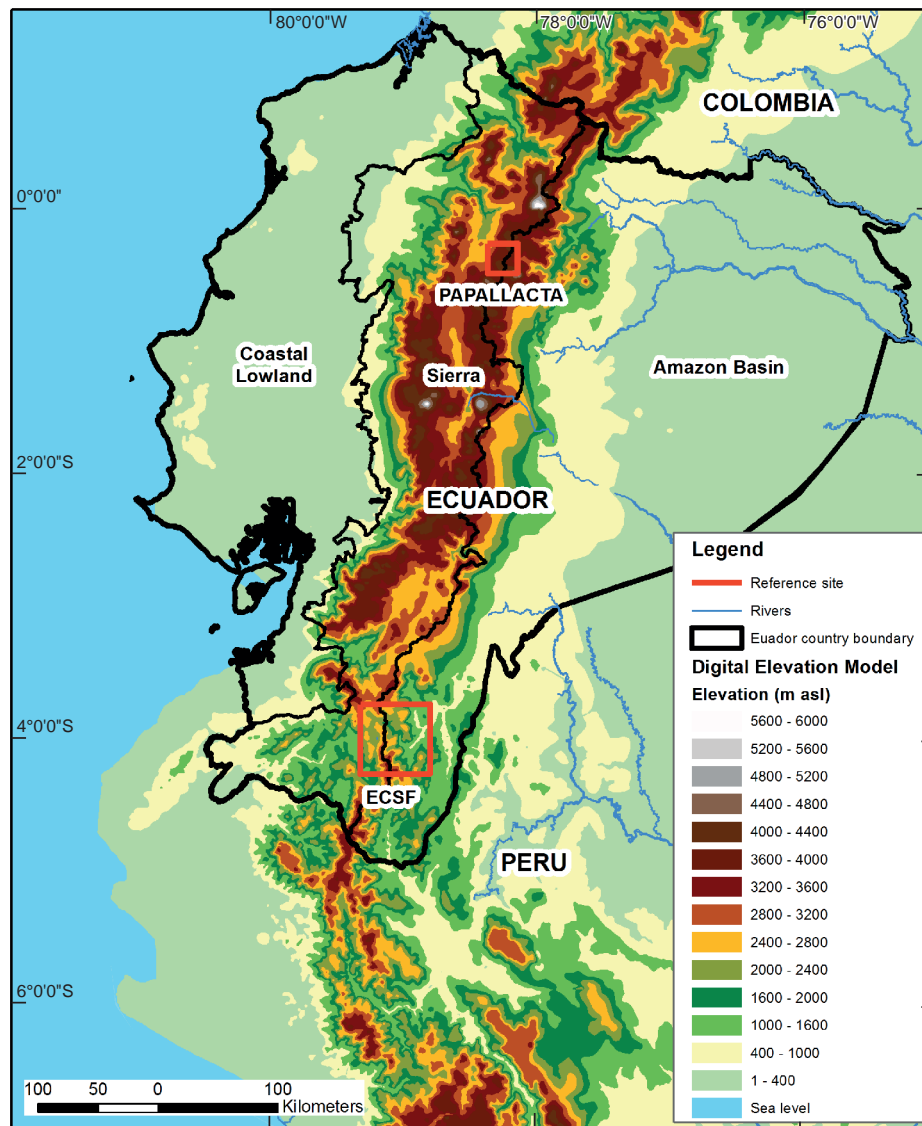 80°0'0"W
78°0'0"W
76°0'0"W
COLOMBIA
0°0'0"
PAPALLACTA
Coastal
Lowland
Sierra
Amazon Basin
2°0'0"S
ECUADOR
4°0'0"S
ECSF
PERU
6°0'0"S
Legend
Reference site
Rivers
Euador country boundary
Digital Elevation Model
Elevation (m asl)
5600 - 6000
5200 - 5600
4800 - 5200
4400 - 4800
4000 - 4400
3600 - 4000
3200 - 3600
2800 - 3200
2400 - 2800
2000 - 2400
1600 - 2000
1000 - 1600
400 - 1000
1 - 400
Sea level
100 50 0 100
Kilometers